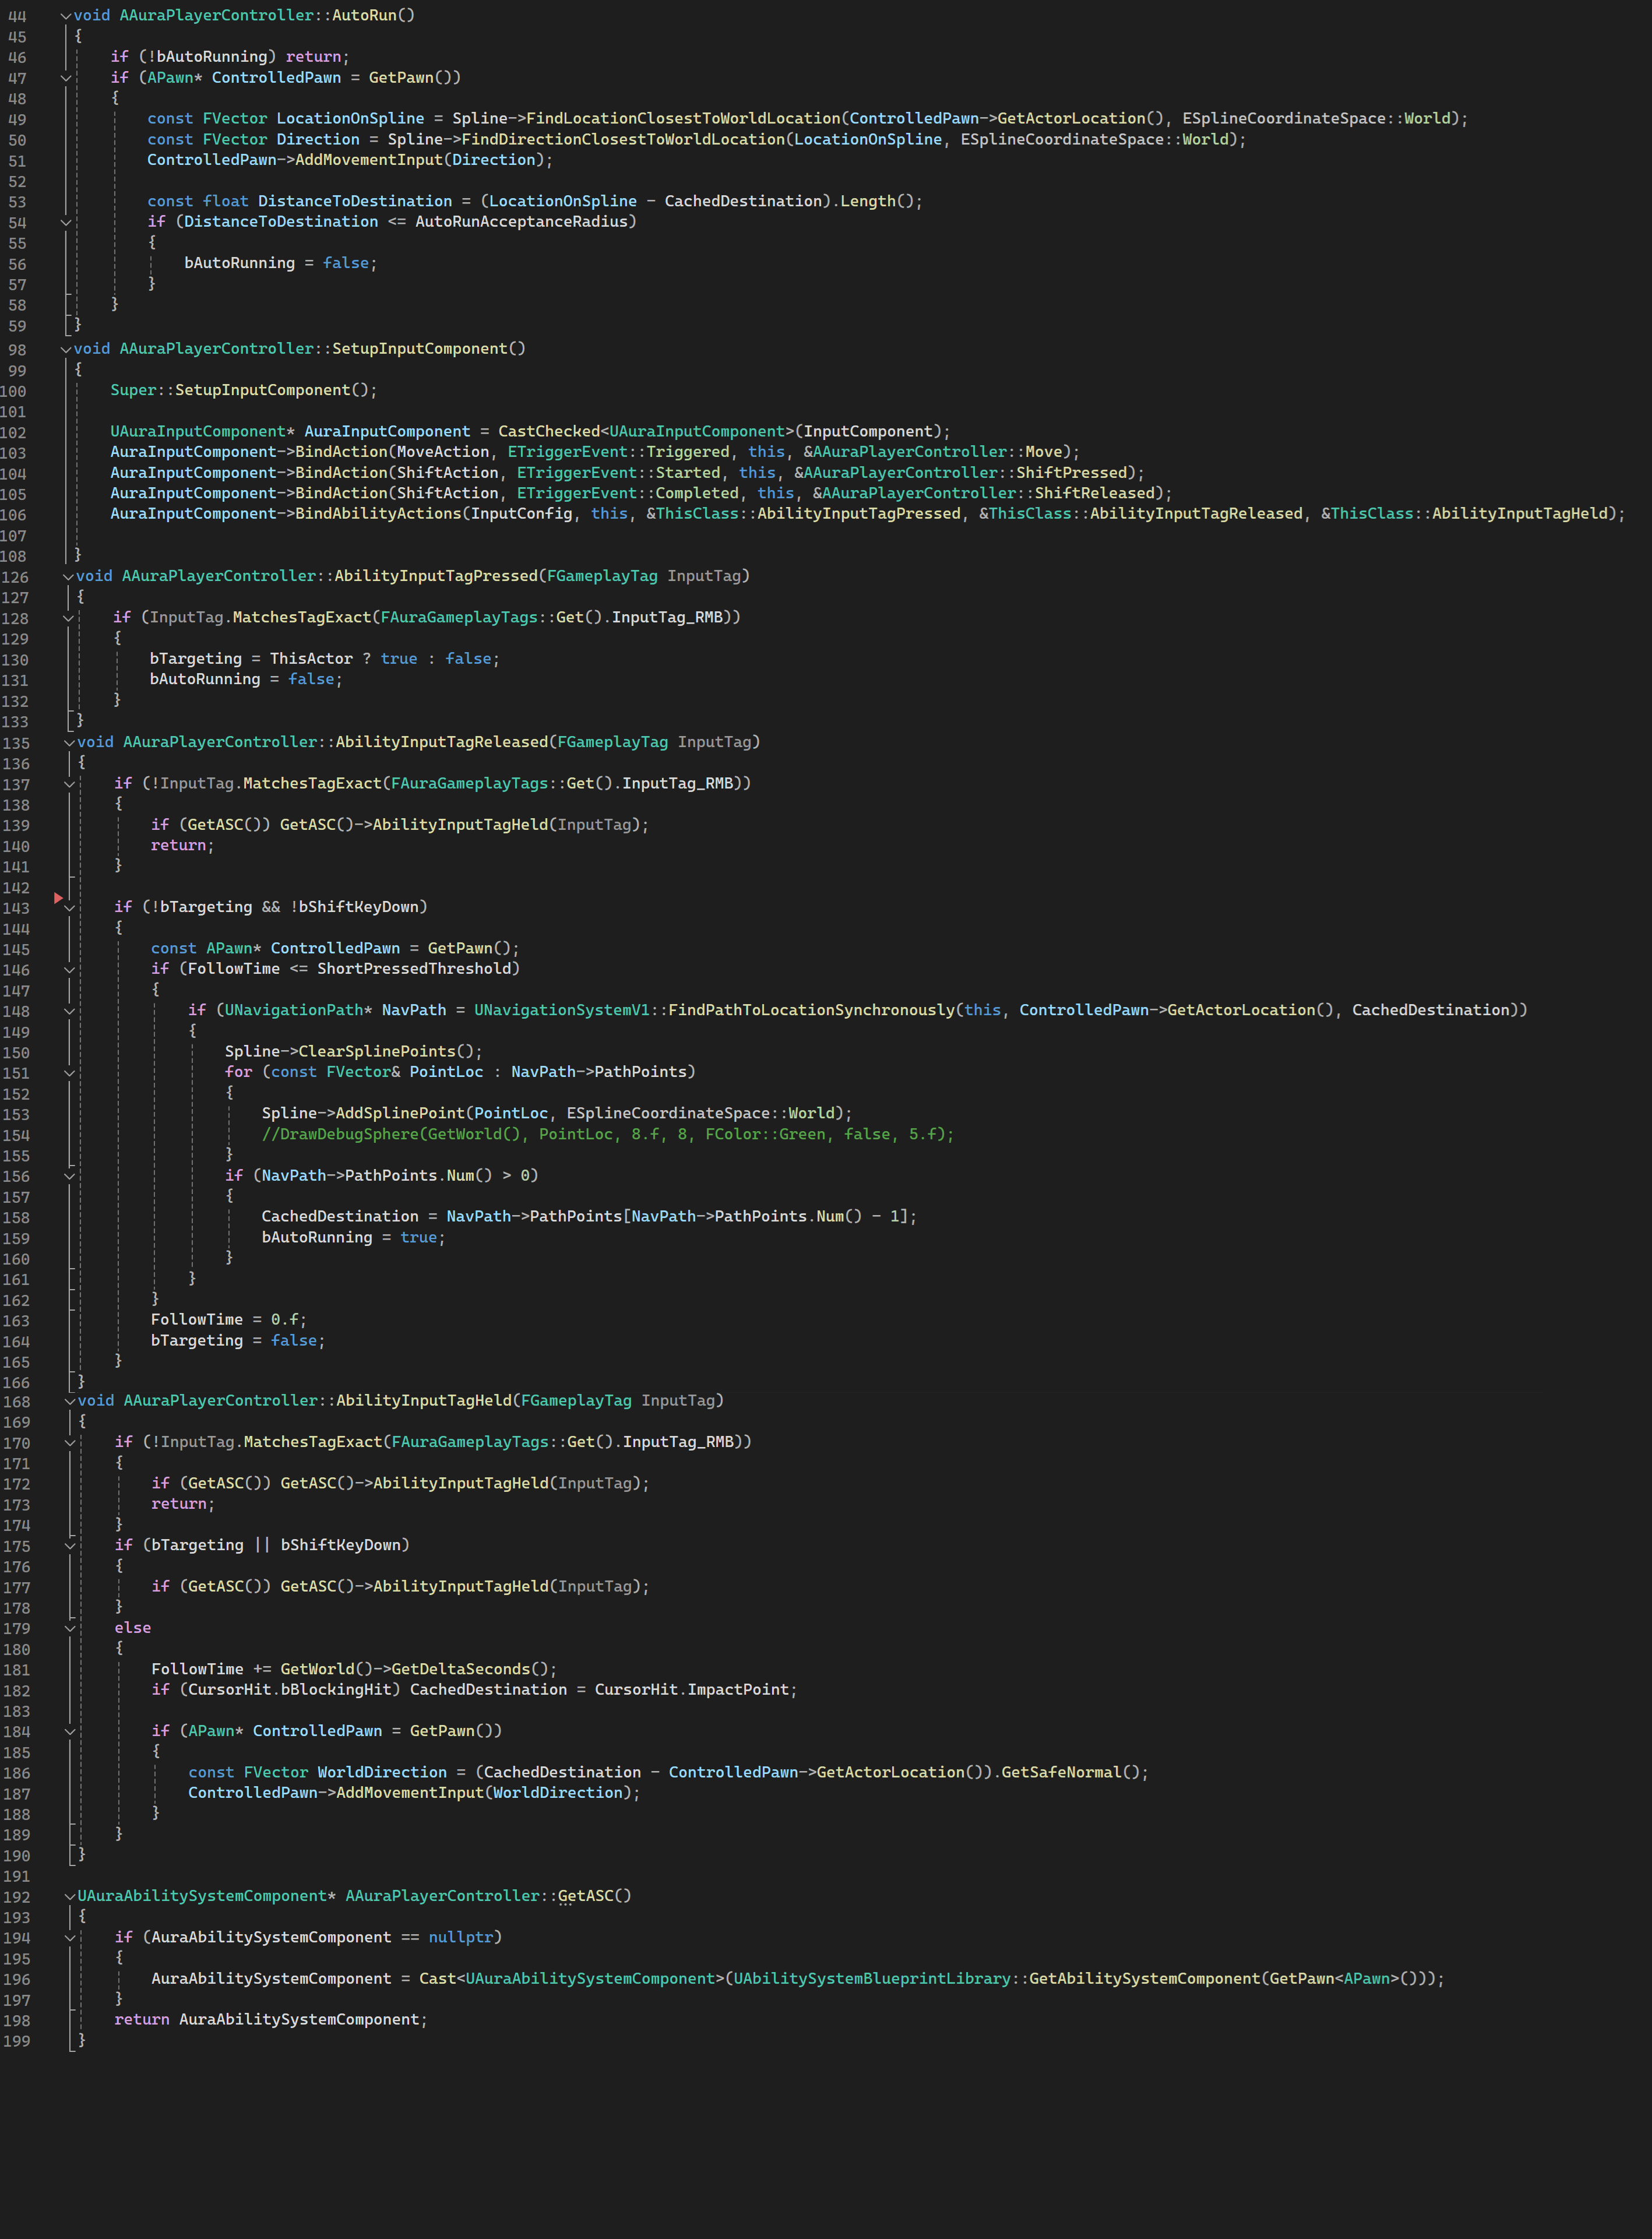 44 void AAuraPlayerController::AutoRun()
45 {
46 if (!bAutoRunning) return;
47 if (APawn* ControlledPawn = GetPawn())
48 {
49 const FVector LocationOnSpline = Spline->FindLocationClosestToWorldLocation(ControlledPawn->GetActorLocation(), ESplineCoordinateSpace::World);
50 const FVector Direction = Spline->FindDirectionClosestToWorldLocation(LocationOnSpline, ESplineCoordinateSpace::World);
51 ControlledPawn->AddMovementInput(Direction);
52
53 const float DistanceToDestination = (LocationOnSpline - CachedDestination).Length();
54 if (DistanceToDestination <= AutoRunAcceptanceRadius)
55 {
56 bAutoRunning = false;
57 }
58 }
59 }
98 void AAuraPlayerController::SetupInputComponent()
99 {
100 Super::SetupInputComponent();
101
102 UAuraInputComponent* AuraInputComponent = CastChecked<UAuraInputComponent>(InputComponent);
103 AuraInputComponent->BindAction(MoveAction, ETriggerEvent::Triggered, this, &AAuraPlayerController::Move);
104 AuraInputComponent->BindAction(ShiftAction, ETriggerEvent::Started, this, &AAuraPlayerController::ShiftPressed);
105 AuraInputComponent->BindAction(ShiftAction, ETriggerEvent::Completed, this, &AAuraPlayerController::ShiftReleased);
106 AuraInputComponent->BindAbilityActions(InputConfig, this, &ThisClass::AbilityInputTagPressed, &ThisClass::AbilityInputTagReleased, &ThisClass::AbilityInputTagHeld);
107
108 }
126 void AAuraPlayerController::AbilityInputTagPressed(FGameplayTag InputTag)
127 {
128 if (InputTag.MatchesTagExact(FAuraGameplayTags::Get().InputTag_RMB))
129 {
130 bTargeting = ThisActor ? true : false;
131 bAutoRunning = false;
132 }
133 }
135 void AAuraPlayerController::AbilityInputTagReleased(FGameplayTag InputTag)
136 {
137 if (!InputTag.MatchesTagExact(FAuraGameplayTags::Get().InputTag_RMB))
138 {
139 if (GetASC()) GetASC()->AbilityInputTagHeld(InputTag);
140 return;
141 }
142
143 if (!bTargeting && !bShiftKeyDown)
144 {
145 const APawn* ControlledPawn = GetPawn();
146 if (FollowTime <= ShortPressedThreshold)
147 {
148 if (UNavigationPath* NavPath = UNavigationSystemV1::FindPathToLocationSynchronously(this, ControlledPawn->GetActorLocation(), CachedDestination))
149 {
150 Spline->ClearSplinePoints();
151 for (const FVector& PointLoc : NavPath->PathPoints)
152 {
153 Spline->AddSplinePoint(PointLoc, ESplineCoordinateSpace::World);
154 //DrawDebugSphere(GetWorld(), PointLoc, 8.f, 8, FColor::Green, false, 5.f);
155 }
156 if (NavPath->PathPoints.Num() > 0)
157 {
158 CachedDestination = NavPath->PathPoints[NavPath->PathPoints.Num() - 1];
159 bAutoRunning = true;
160 }
161 }
162 }
163 FollowTime = 0.f;
164 bTargeting = false;
165 }
166 }
168 void AAuraPlayerController::AbilityInputTagHeld(FGameplayTag InputTag)
169 {
170 if (!InputTag.MatchesTagExact(FAuraGameplayTags::Get().InputTag_RMB))
171 {
172 if (GetASC()) GetASC()->AbilityInputTagHeld(InputTag);
173 return;
174 }
175 if (bTargeting || bShiftKeyDown)
176 {
177 if (GetASC()) GetASC()->AbilityInputTagHeld(InputTag);
178 }
179 else
180 {
181 FollowTime += GetWorld()->GetDeltaSeconds();
182 if (CursorHit.bBlockingHit) CachedDestination = CursorHit.ImpactPoint;
183
184 if (APawn* ControlledPawn = GetPawn())
185 {
186 const FVector WorldDirection = (CachedDestination - ControlledPawn->GetActorLocation()).GetSafeNormal();
187 ControlledPawn->AddMovementInput(WorldDirection);
188 }
189 }
190 }
191
192 UAuraAbilitySystemComponent* AAuraPlayerController::GetASC()
193 {
194 if (AuraAbilitySystemComponent == nullptr)
195 {
196 AuraAbilitySystemComponent = Cast<UAuraAbilitySystemComponent>(UAbilitySystemBlueprintLibrary::GetAbilitySystemComponent(GetPawn<APawn>()));
197 }
198 return AuraAbilitySystemComponent;
199 }